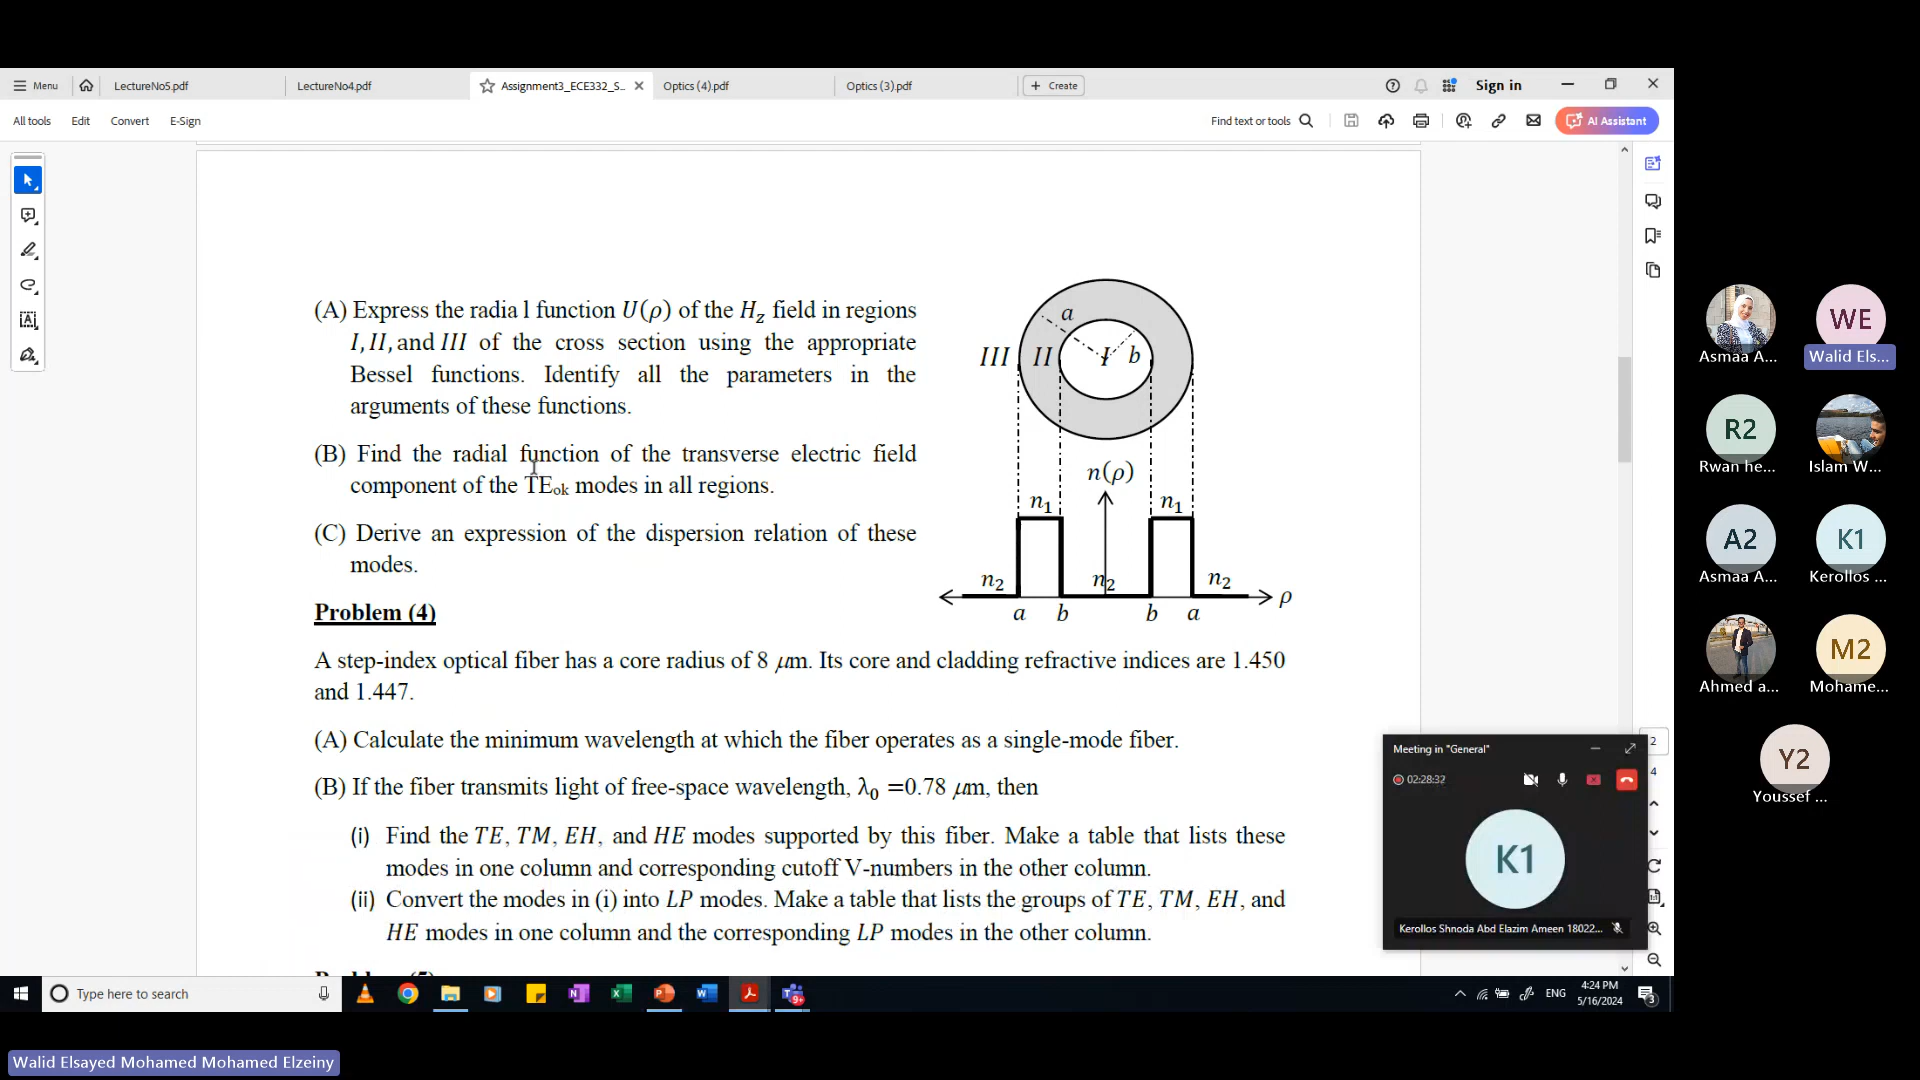 Menu
LectureNo5.pdf
LectureNo4.pdf
Assignment3_ECE332_S...
Optics (4).pdf
Optics (3).pdf
Create
Sign in
All tools
Edit
Convert
E-Sign
Find text or tools
AI Assistant
(A) Express the radia l function U(ρ) of the H_z field in regions
I, II, and III of the cross section using the appropriate
Bessel functions. Identify all the parameters in the
arguments of these functions.
(B) Find the radial function of the transverse electric field
component of the TE_ok modes in all regions.
(C) Derive an expression of the dispersion relation of these
modes.
a
III II I b
n(ρ)
n₁ n₁
n₂ n₂ n₂
ρ
a b b a
Problem (4)
A step-index optical fiber has a core radius of 8 μm. Its core and cladding refractive indices are 1.450
and 1.447.
(A) Calculate the minimum wavelength at which the fiber operates as a single-mode fiber.
(B) If the fiber transmits light of free-space wavelength, λ₀ =0.78 μm, then
(i) Find the TE, TM, EH, and HE modes supported by this fiber. Make a table that lists these
modes in one column and corresponding cutoff V-numbers in the other column.
(ii) Convert the modes in (i) into LP modes. Make a table that lists the groups of TE, TM, EH, and
HE modes in one column and the corresponding LP modes in the other column.
2
4
Meeting in "General"
02:28:32
K1
Kerollos Shnoda Abd Elazim Ameen 18022...
Asmaa A...
WE
Walid Els...
R2
Rwan he...
Islam W...
A2
Asmaa A...
K1
Kerollos ...
Ahmed a...
M2
Mohame...
Y2
Youssef ...
Type here to search
9+
ENG
4:24 PM
5/16/2024
3
Walid Elsayed Mohamed Mohamed Elzeiny